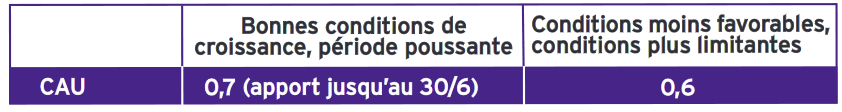 Bonnes conditions de
croissance, période poussante
Conditions moins favorables,
conditions plus limitantes
CAU
0,7 (apport jusqu'au 30/6)
0,6